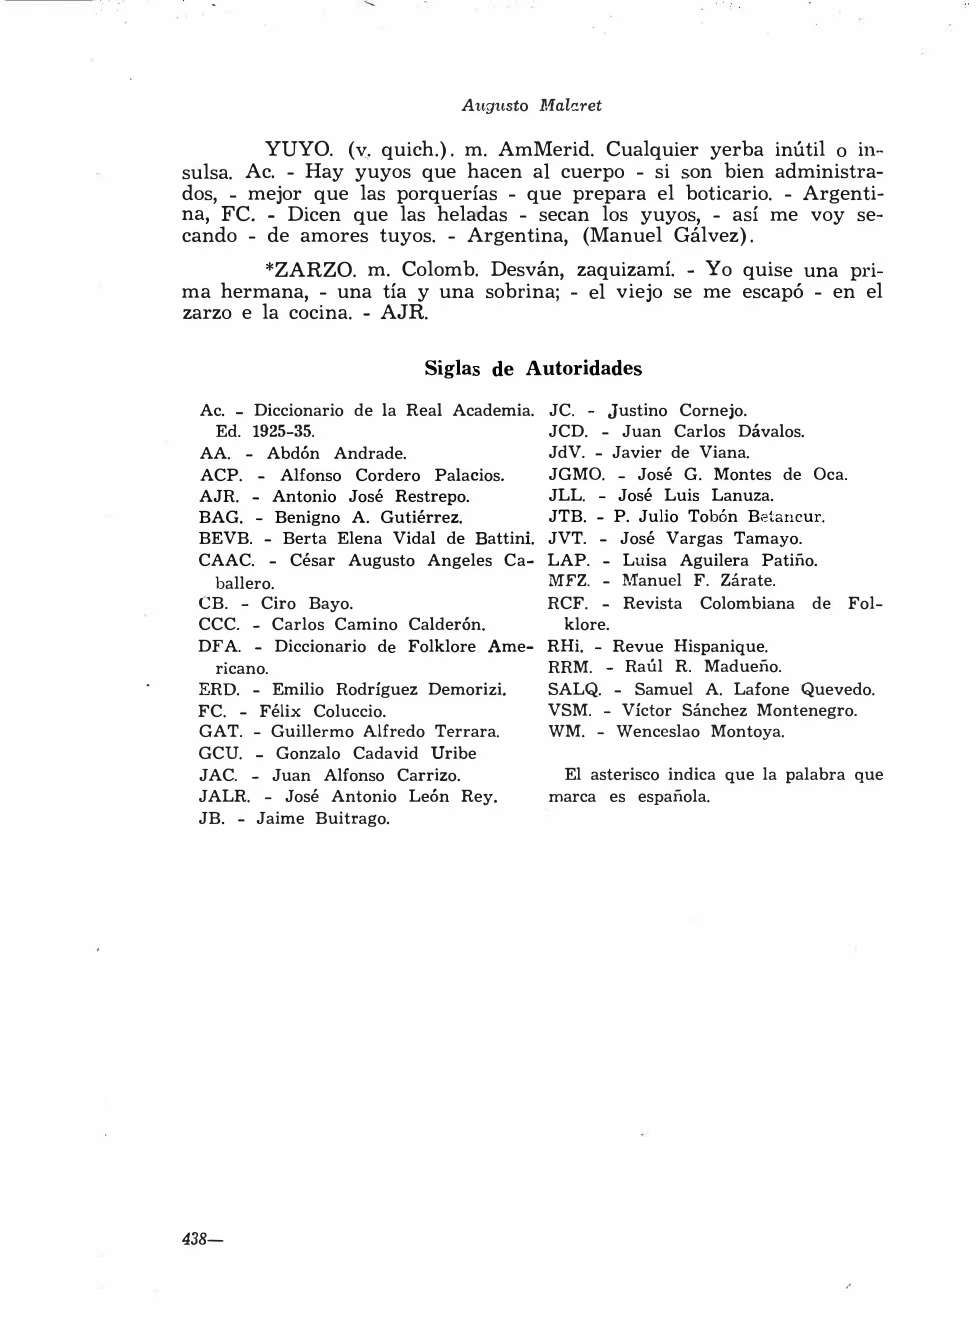 Augusto Malaret
YUYO. (v. quich.). m. AmMerid. Cualquier yerba inútil o in-
sulsa. Ac. - Hay yuyos que hacen al cuerpo - si son bien administra-
dos, - mejor que las porquerías - que prepara el boticario. - Argenti-
na, FC. - Dicen que las heladas - secan los yuyos, - así me voy se-
cando - de amores tuyos. - Argentina, (Manuel Gálvez).
*ZARZO. m. Colomb. Desván, zaquizamí. - Yo quise una pri-
ma hermana, - una tía y una sobrina; - el viejo se me escapó - en el
zarzo e la cocina. - AJR.
Siglas de Autoridades
Ac. - Diccionario de la Real Academia.
Ed. 1925-35.
AA. - Abdón Andrade.
ACP. - Alfonso Cordero Palacios.
AJR. - Antonio José Restrepo.
BAG. - Benigno A. Gutiérrez.
BEVB. - Berta Elena Vidal de Battini.
CAAC. - César Augusto Angeles Ca-
ballero.
CB. - Ciro Bayo.
CCC. - Carlos Camino Calderón.
DFA. - Diccionario de Folklore Ame-
ricano.
ERD. - Emilio Rodríguez Demorizi.
FC. - Félix Coluccio.
GAT. - Guillermo Alfredo Terrara.
GCU. - Gonzalo Cadavid Uribe
JAC. - Juan Alfonso Carrizo.
JALR. - José Antonio León Rey.
JB. - Jaime Buitrago.
JC. - Justino Cornejo.
JCD. - Juan Carlos Dávalos.
JdV. - Javier de Viana.
JGMO. - José G. Montes de Oca.
JLL. - José Luis Lanuza.
JTB. - P. Julio Tobón Betancur.
JVT. - José Vargas Tamayo.
LAP. - Luisa Aguilera Patiño.
MFZ. - Manuel F. Zárate.
RCF. - Revista Colombiana de Fol-
klore.
RHi. - Revue Hispanique.
RRM. - Raúl R. Madueño.
SALQ. - Samuel A. Lafone Quevedo.
VSM. - Víctor Sánchez Montenegro.
WM. - Wenceslao Montoya.
El asterisco indica que la palabra que
marca es española.
438—